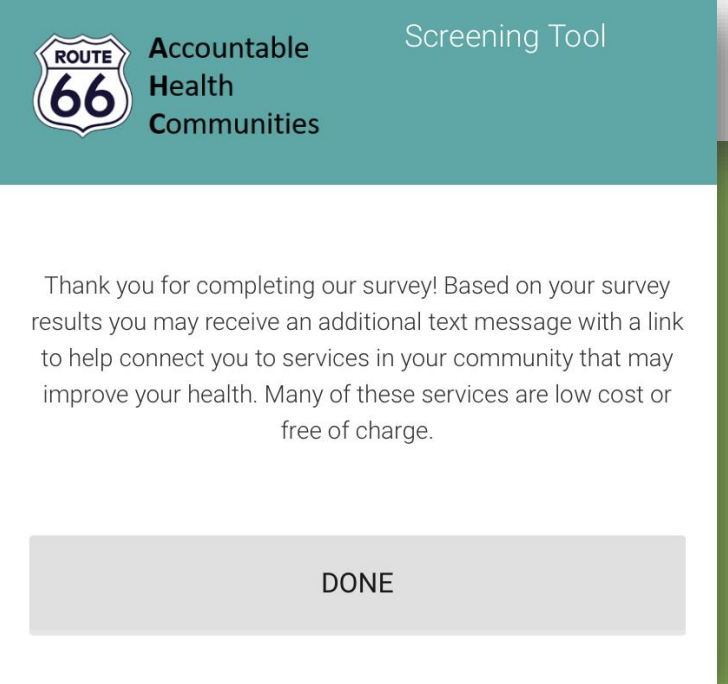 ROUTE
66
Accountable
Health
Communities
Screening Tool
Thank you for completing our survey! Based on your survey
results you may receive an additional text message with a link
to help connect you to services in your community that may
improve your health. Many of these services are low cost or
free of charge.
DONE